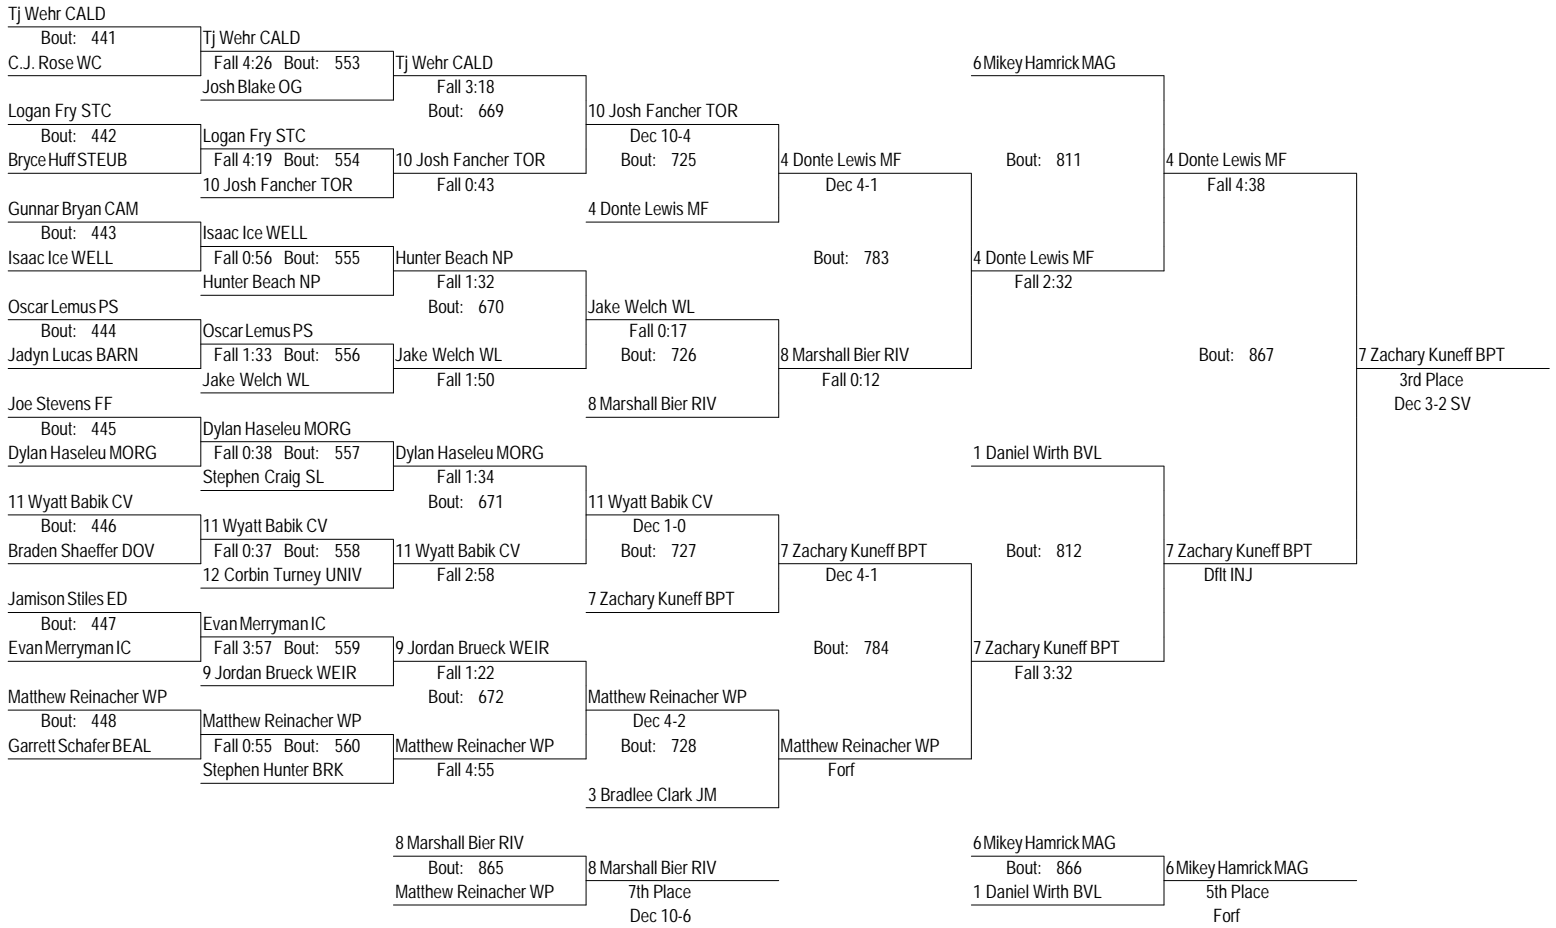 Tj Wehr CALD
Bout: 441
C.J. Rose WC
Logan Fry STC
Bout: 442
Bryce Huff STEUB
Gunnar Bryan CAM
Bout: 443
Isaac Ice WELL
Oscar Lemus PS
Bout: 444
Jadyn Lucas BARN
Joe Stevens FF
Bout: 445
Dylan Haseleu MORG
11 Wyatt Babik CV
Bout: 446
Braden Shaeffer DOV
Jamison Stiles ED
Bout: 447
Evan Merryman IC
Matthew Reinacher WP
Bout: 448
Garrett Schafer BEAL
Tj Wehr CALD
Fall 4:26 Bout: 553
Josh Blake OG
Logan Fry STC
Fall 4:19 Bout: 554
10 Josh Fancher TOR
Isaac Ice WELL
Fall 0:56 Bout: 555
Hunter Beach NP
Oscar Lemus PS
Fall 1:33 Bout: 556
Jake Welch WL
Dylan Haseleu MORG
Fall 0:38 Bout: 557
Stephen Craig SL
11 Wyatt Babik CV
Fall 0:37 Bout: 558
12 Corbin Turney UNIV
Evan Merryman IC
Fall 3:57 Bout: 559
9 Jordan Brueck WEIR
Matthew Reinacher WP
Fall 0:55 Bout: 560
Stephen Hunter BRK
Tj Wehr CALD
Fall 3:18
Bout: 669
10 Josh Fancher TOR
Fall 0:43
Hunter Beach NP
Fall 1:32
Bout: 670
Jake Welch WL
Fall 1:50
Dylan Haseleu MORG
Fall 1:34
Bout: 671
11 Wyatt Babik CV
Fall 2:58
9 Jordan Brueck WEIR
Fall 1:22
Bout: 672
Matthew Reinacher WP
Fall 4:55
10 Josh Fancher TOR
Dec 10-4
Bout: 725
4 Donte Lewis MF
Jake Welch WL
Fall 0:17
Bout: 726
8 Marshall Bier RIV
11 Wyatt Babik CV
Dec 1-0
Bout: 727
7 Zachary Kuneff BPT
Matthew Reinacher WP
Dec 4-2
Bout: 728
3 Bradlee Clark JM
4 Donte Lewis MF
Dec 4-1
Bout: 783
8 Marshall Bier RIV
Fall 0:12
7 Zachary Kuneff BPT
Dec 4-1
Bout: 784
Matthew Reinacher WP
Forf
6 Mikey Hamrick MAG
Bout: 811
4 Donte Lewis MF
Fall 2:32
1 Daniel Wirth BVL
Bout: 812
7 Zachary Kuneff BPT
Fall 3:32
4 Donte Lewis MF
Fall 4:38
Bout: 867
7 Zachary Kuneff BPT
Dflt INJ
7 Zachary Kuneff BPT
3rd Place
Dec 3-2 SV
8 Marshall Bier RIV
Bout: 865
Matthew Reinacher WP
8 Marshall Bier RIV
7th Place
Dec 10-6
6 Mikey Hamrick MAG
Bout: 866
1 Daniel Wirth BVL
6 Mikey Hamrick MAG
5th Place
Forf